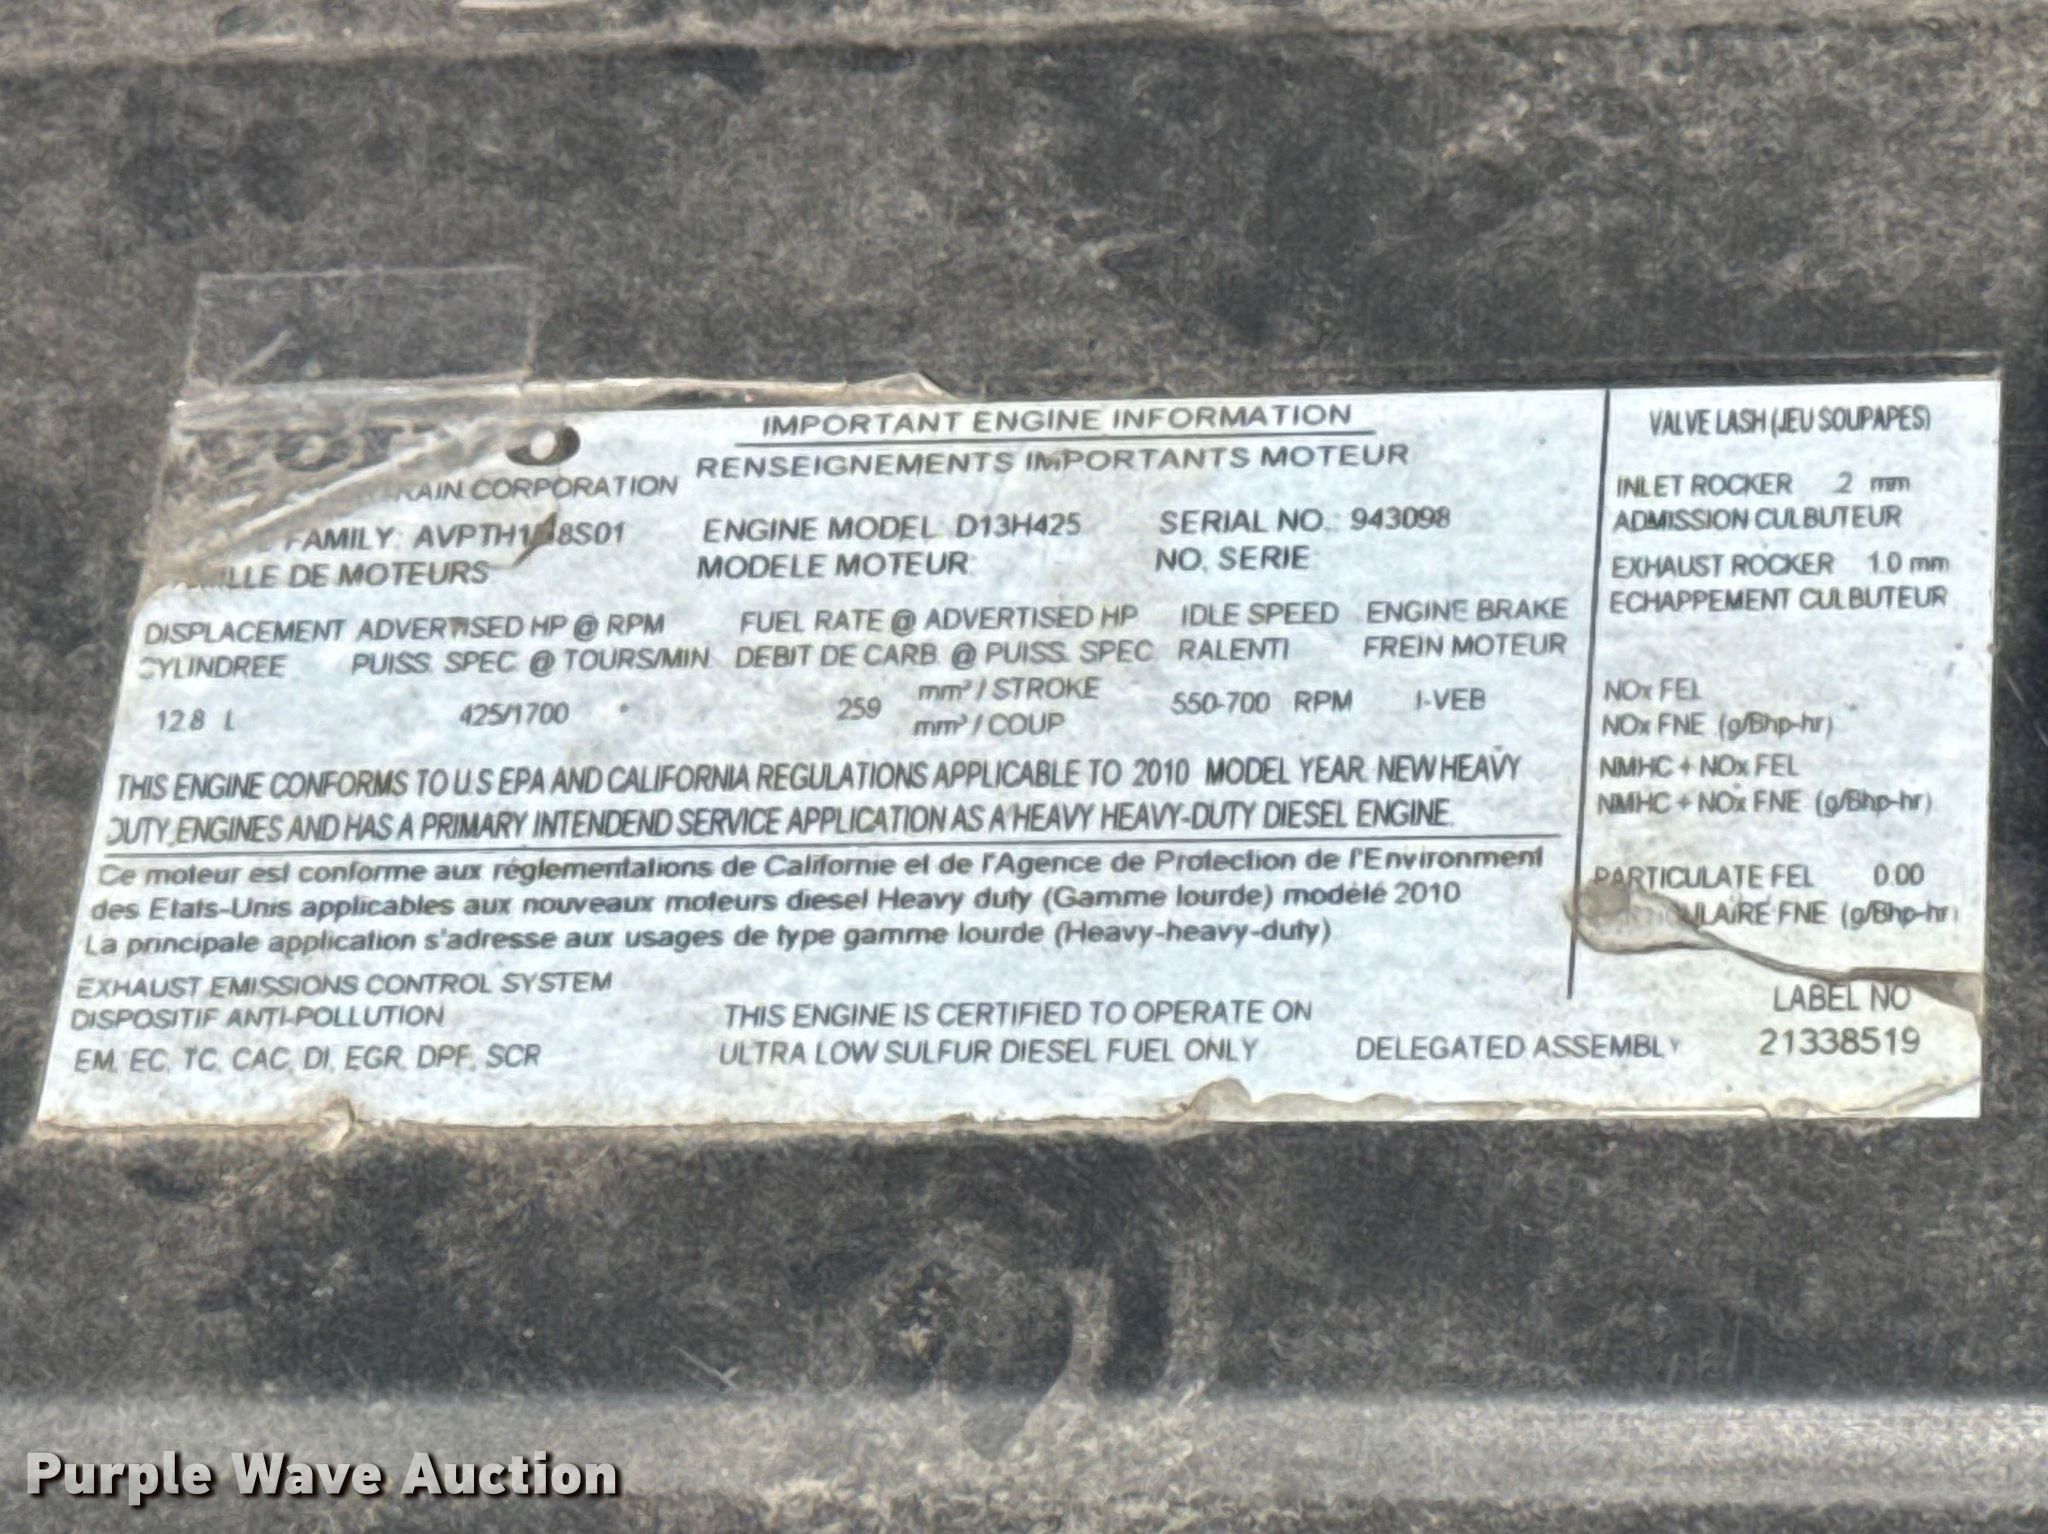 IMPORTANT ENGINE INFORMATION
RENSEIGNEMENTS IMPORTANTS MOTEUR
CORPORATION
FAMILY: ENGINE MODEL D13H425 SERIAL NO. : 943098
DE MOTEURS MODELE MOTEUR NO. SERIE
DISPLACEMENT ADVERTISED HP @ RPM FUEL RATE @ ADVERTISED HP IDLE SPEED ENGINE BRAKE
CYLINDREE PUISS. SPEC. @ TOURS/MIN DEBIT DE CARB. @ PUISS. SPEC RALENTI FREIN MOTEUR
12.8 L 425/1700 259 mm³ / STROKE 550-700 RPM I-VEB
mm³ / COUP
THIS ENGINE CONFORMS TO U.S EPA AND CALIFORNIA REGULATIONS APPLICABLE TO 2010 MODEL YEAR NEW HEAVY
DUTY ENGINES AND HAS A PRIMARY INTENDEND SERVICE APPLICATION AS A HEAVY HEAVY-DUTY DIESEL ENGINE.
Ce moteur est conforme aux réglementations de Californie et de l'Agence de Protection de l'Environment
des Etats-Unis applicables aux nouveaux moteurs diesel Heavy duty (Gamme lourde) modèlé 2010
La principale application s'adresse aux usages de type gamme lourde (Heavy-heavy-duty)
EXHAUST EMISSIONS CONTROL SYSTEM
DISPOSITIF ANTI-POLLUTION
EM, EC, TC, CAC, DI, EGR, DPF, SCR
THIS ENGINE IS CERTIFIED TO OPERATE ON
ULTRA LOW SULFUR DIESEL FUEL ONLY
DELEGATED ASSEMBLY
VALVE LASH (JEU SOUPAPES)
INLET ROCKER .2 mm
ADMISSION CULBUTEUR
EXHAUST ROCKER 1.0 mm
ECHAPPEMENT CULBUTEUR
NOx FEL
NOx FNE (g/Bhp-hr)
NMHC + NOx FEL
NMHC + NOx FNE (g/Bhp-hr)
PARTICULATE FEL 0.00
FNE (g/Bhp-hr)
LABEL NO
21338519
Purple Wave Auction